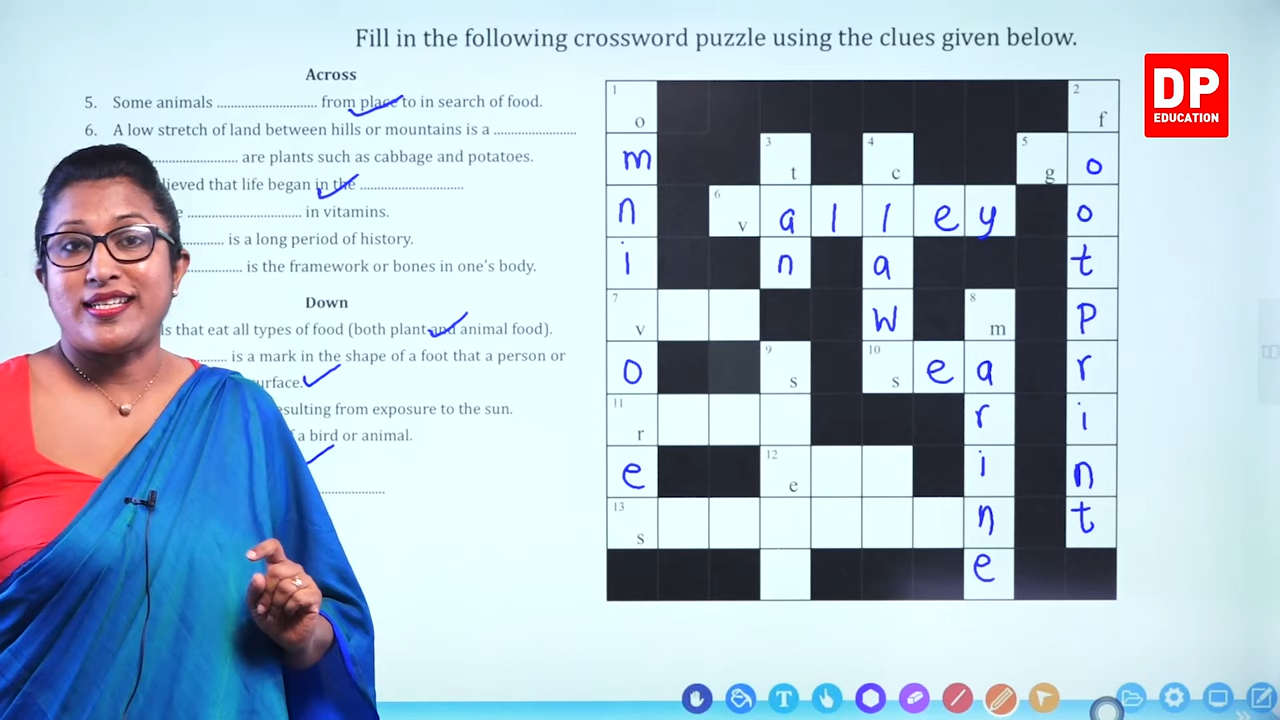 Fill in the following crossword puzzle using the clues given below.
DP
EDUCATION
Across
5. Some animals ............................ from place to in search of food.
6. A low stretch of land between hills or mountains is a .......................
............................ are plants such as cabbage and potatoes.
lieved that life began in the .............................
................................ in vitamins.
............ is a long period of history.
................. is the framework or bones in one's body.
Down
ls that eat all types of food (both plant and animal food).
............ is a mark in the shape of a foot that a person or
urface.
esulting from exposure to the sun.
a bird or animal.
..................
1 o 2 f
m 3 t 4 c 5 g o
n 6 v a l l e y o
i n a t
7 v w 8 m p
o 9 s 10 s e a r
11 r r i
e 12 e i n
13 s n t
e